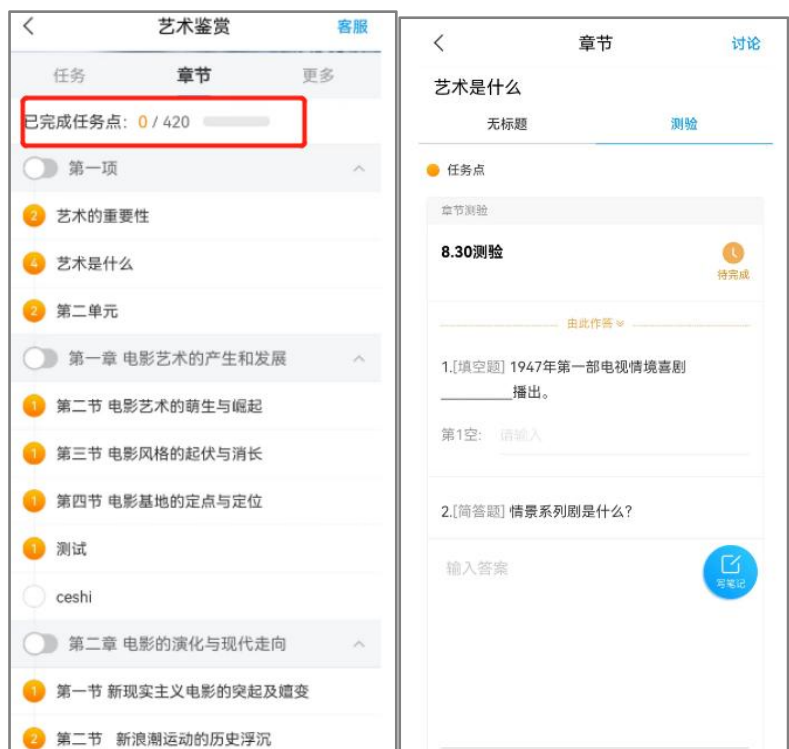 艺术鉴赏
客服
任务
章节
更多
已完成任务点: 0 / 420
第一项
2 艺术的重要性
4 艺术是什么
2 第二单元
第一章 电影艺术的产生和发展
1 第二节 电影艺术的萌生与崛起
1 第三节 电影风格的起伏与消长
1 第四节 电影基地的定点与定位
1 测试
ceshi
第二章 电影的演化与现代走向
1 第一节 新现实主义电影的突起及嬗变
2 第二节 新浪潮运动的历史浮沉
章节
讨论
艺术是什么
无标题
测验
任务点
章节测验
8.30测验
待完成
由此作答
1.[填空题] 1947年第一部电视情境喜剧
________播出。
第1空: 请输入
2.[简答题] 情景系列剧是什么?
输入答案
写笔记